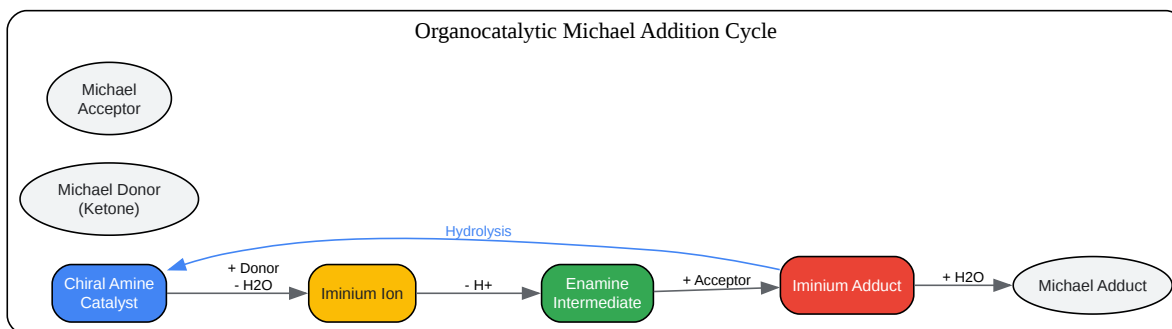 Organocatalytic Michael Addition Cycle
Michael
Acceptor
Michael Donor
(Ketone)
Hydrolysis
Chiral Amine
Catalyst
+ Donor
- H2O
Iminium Ion
- H+
Enamine
Intermediate
+ Acceptor
Iminium Adduct
+ H2O
Michael Adduct